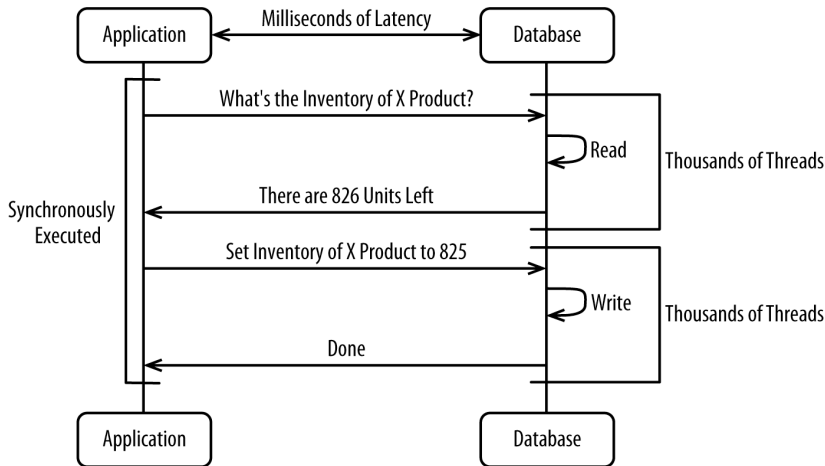 Application
Milliseconds of Latency
Database
What's the Inventory of X Product?
Read
Thousands of Threads
There are 826 Units Left
Synchronously
Executed
Set Inventory of X Product to 825
Write
Thousands of Threads
Done
Application
Database